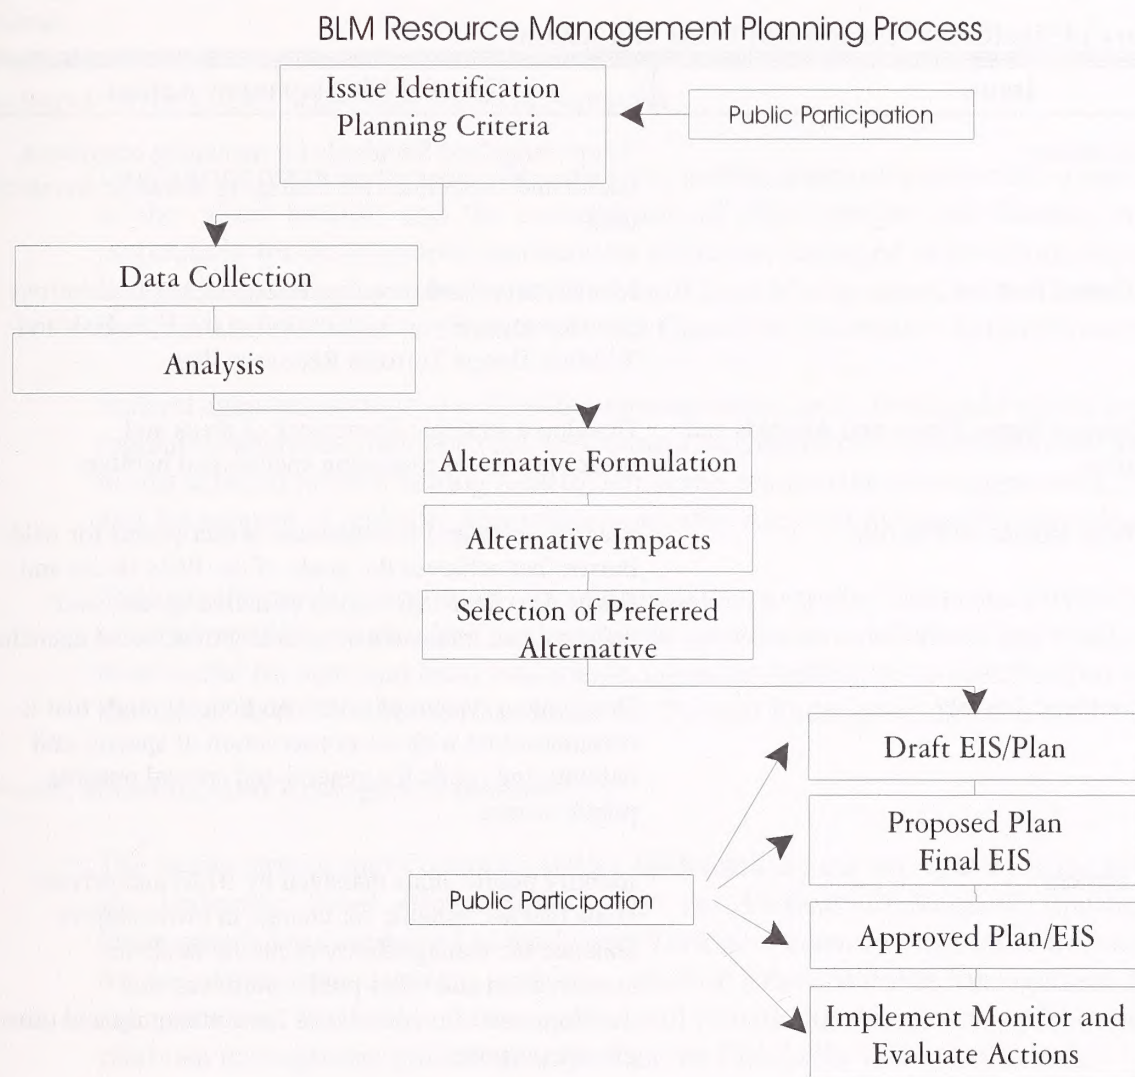 BLM Resource Management Planning Process
Issue Identification
Planning Criteria
Public Participation
Data Collection
Analysis
Alternative Formulation
Alternative Impacts
Selection of Preferred
Alternative
Draft EIS/Plan
Proposed Plan
Final EIS
Public Participation
Approved Plan/EIS
Implement Monitor and
Evaluate Actions